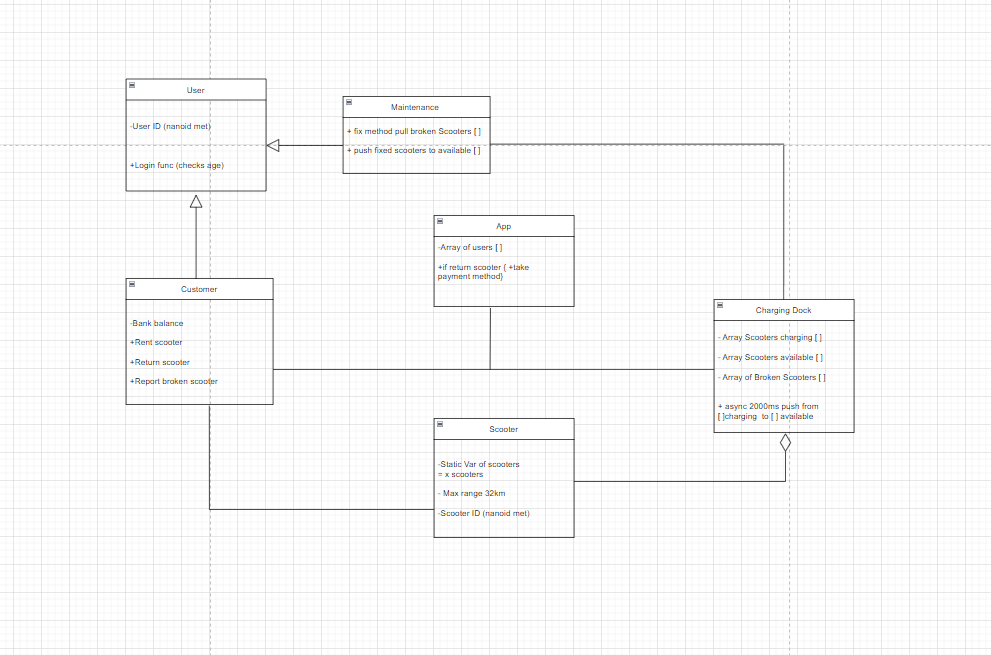 User
-User ID (nanoid met)
+Login func (checks age)
Maintenance
+ fix method pull broken Scooters [ ]
+ push fixed scooters to available [ ]
App
-Array of users [ ]
+if return scooter { +take
payment method}
Customer
-Bank balance
+Rent scooter
+Return scooter
+Report broken scooter
Charging Dock
- Array Scooters charging [ ]
- Array Scooters available [ ]
- Array of Broken Scooters [ ]
+ async 2000ms push from
[ ]charging  to [ ] available
Scooter
-Static Var of scooters
= x scooters
- Max range 32km
-Scooter ID (nanoid met)